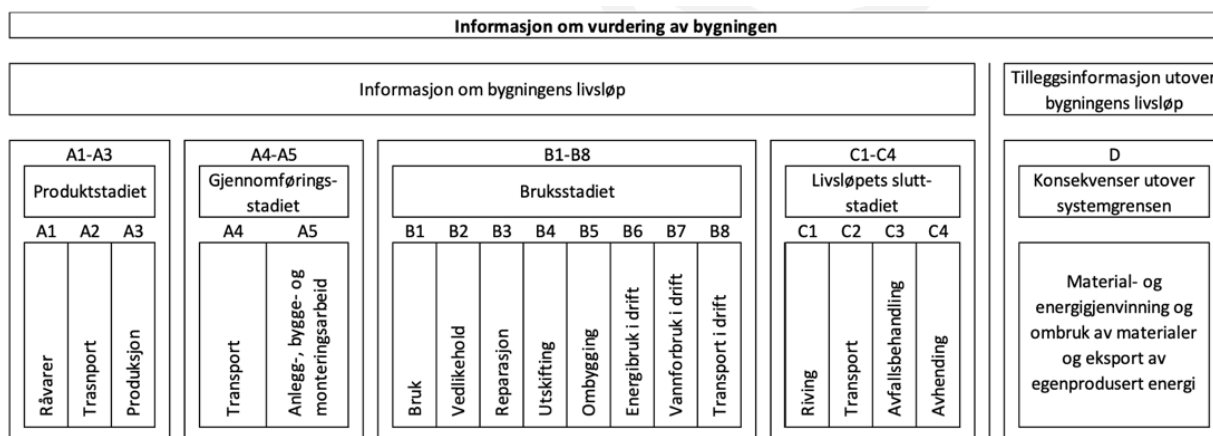 Informasjon om vurdering av bygningen
Informasjon om bygningens livsløp
Tilleggsinformasjon utover
bygningens livsløp
A1-A3
Produktstadiet
A1 A2 A3
Råvarer
Trasnport
Produksjon
A4-A5
Gjennomførings-
stadiet
A4 A5
Transport
Anlegg-, bygge- og
monteringsarbeid
B1-B8
Bruksstadiet
B1 B2 B3 B4 B5 B6 B7 B8
Bruk
Vedlikehold
Reparasjon
Utskifting
Ombygging
Energibruk i drift
Vannforbruk i drift
Transport i drift
C1-C4
Livsløpets slutt-
stadiet
C1 C2 C3 C4
Riving
Transport
Avfallsbehandling
Avhending
D
Konsekvenser utover
systemgrensen
Material- og
energigjenvinning og
ombruk av materialer
og eksport av
egenprodusert energi